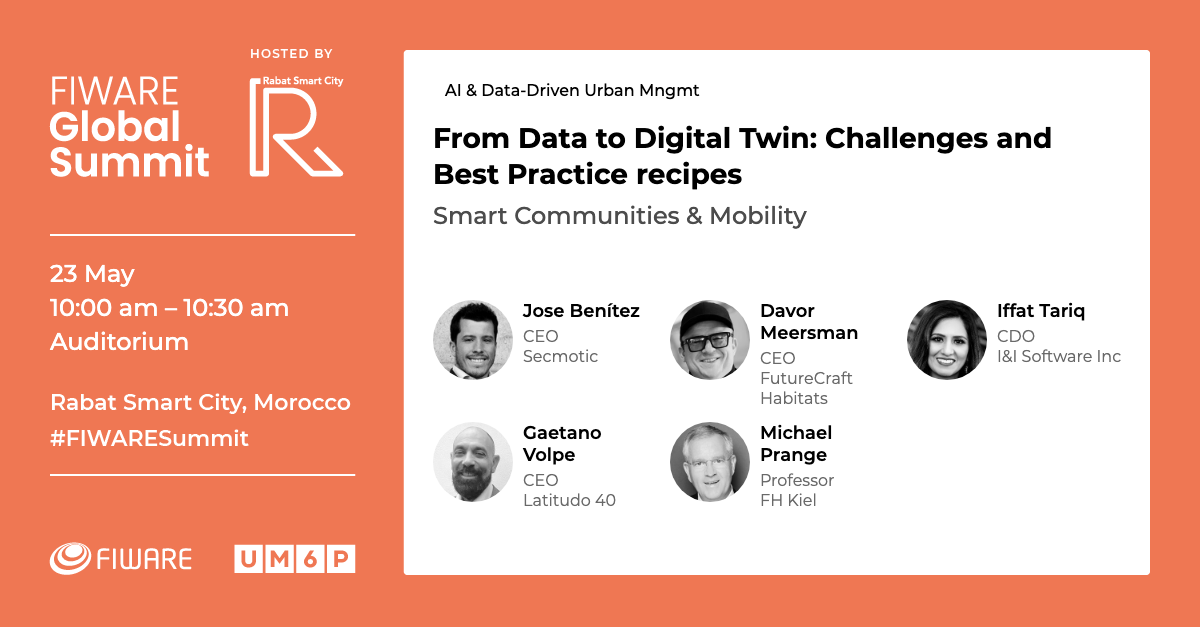 HOSTED BY
FIWARE
Global
Summit
Rabat Smart City
R
23 May
10:00 am – 10:30 am
Auditorium
Rabat Smart City, Morocco
#FIWARESummit
FIWARE
UM6P
AI & Data-Driven Urban Mngmt
From Data to Digital Twin: Challenges and
Best Practice recipes
Smart Communities & Mobility
Jose Benítez
CEO
Secmotic
Davor
Meersman
CEO
FutureCraft
Habitats
Iffat Tariq
CDO
I&I Software Inc
Gaetano
Volpe
CEO
Latitudo 40
Michael
Prange
Professor
FH Kiel